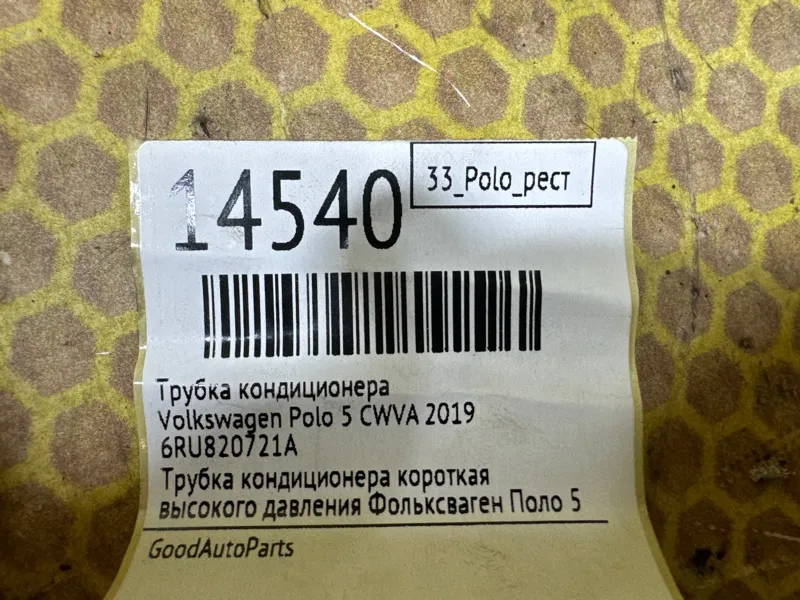 14540
33_Polo_рест
Трубка кондиционера
Volkswagen Polo 5 CWVA 2019
6RU820721A
Трубка кондиционера короткая
высокого давления Фольксваген Поло 5
GoodAutoParts